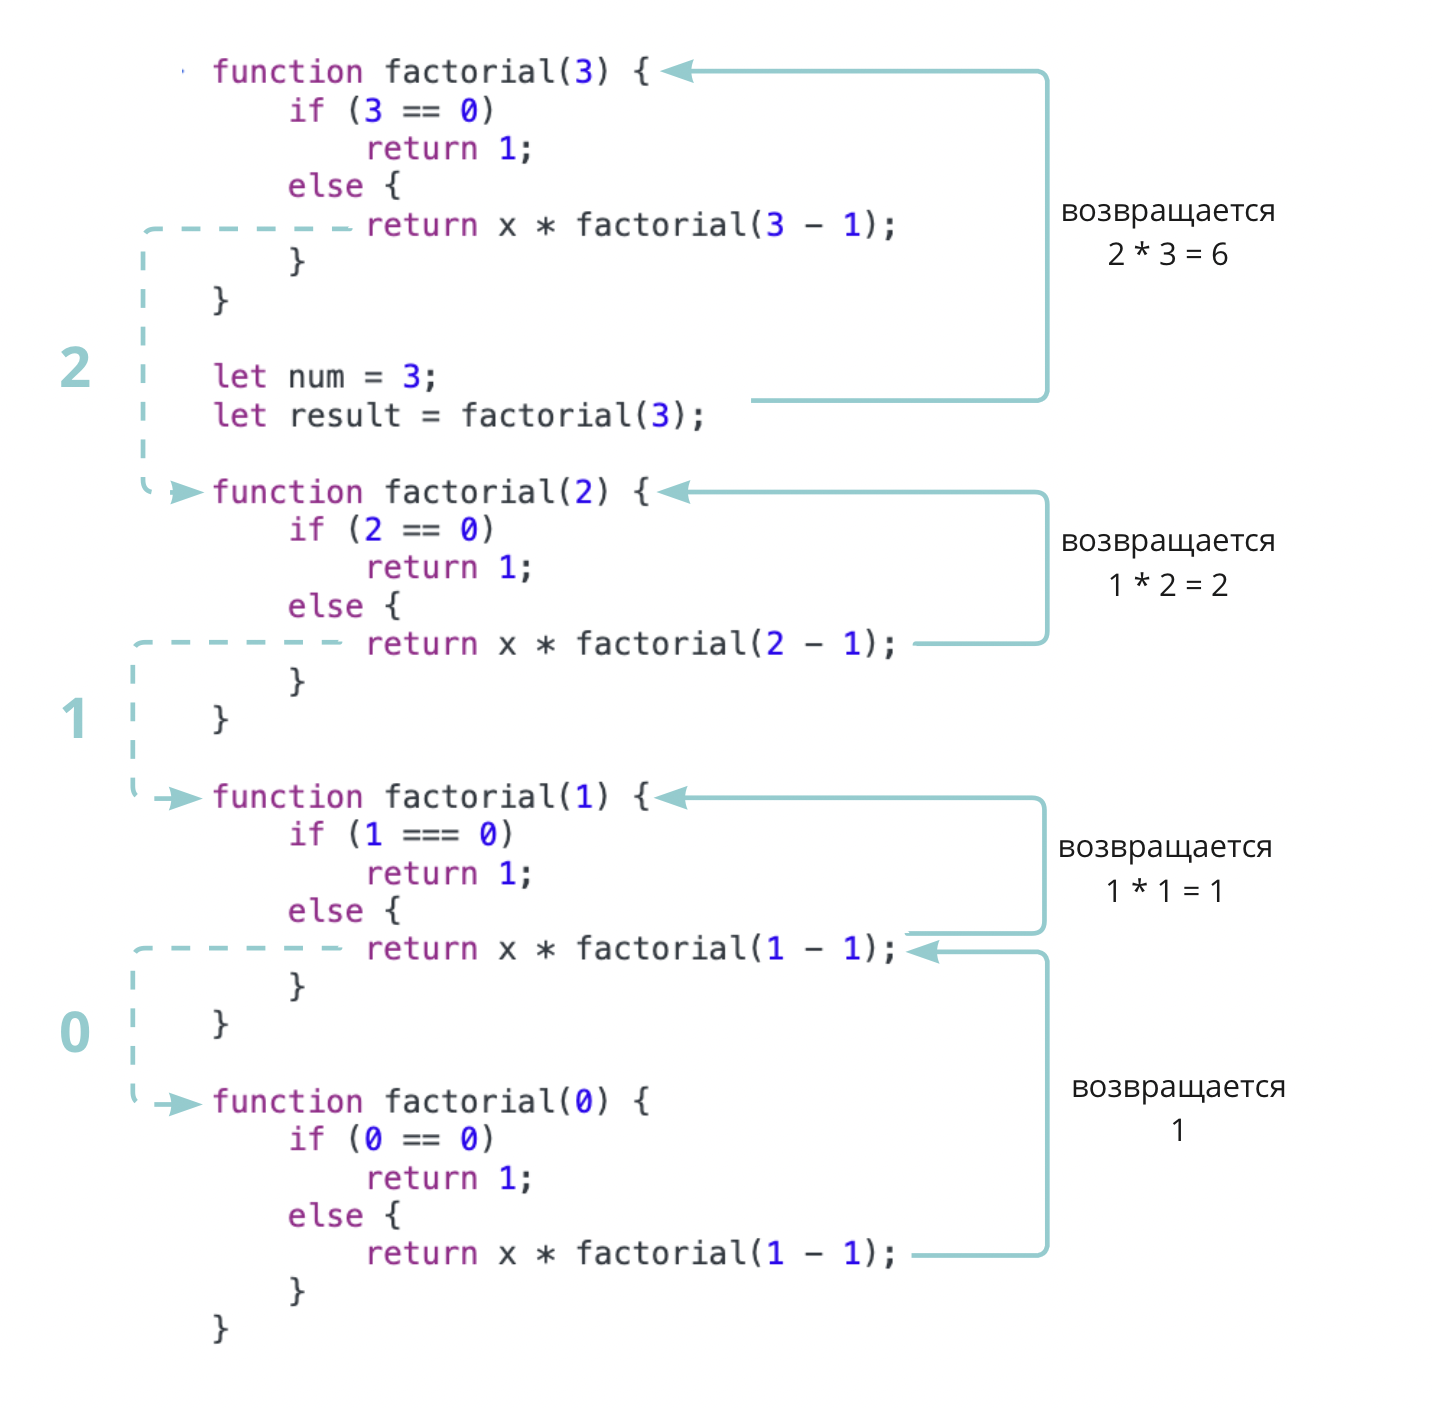 function factorial(3) {
    if (3 == 0)
        return 1;
    else {
        return x * factorial(3 - 1);
    }
}
возвращается
2 * 3 = 6
2
let num = 3;
let result = factorial(3);
function factorial(2) {
    if (2 == 0)
        return 1;
    else {
        return x * factorial(2 - 1);
    }
}
возвращается
1 * 2 = 2
1
function factorial(1) {
    if (1 === 0)
        return 1;
    else {
        return x * factorial(1 - 1);
    }
}
возвращается
1 * 1 = 1
0
function factorial(0) {
    if (0 == 0)
        return 1;
    else {
        return x * factorial(1 - 1);
    }
}
возвращается
1